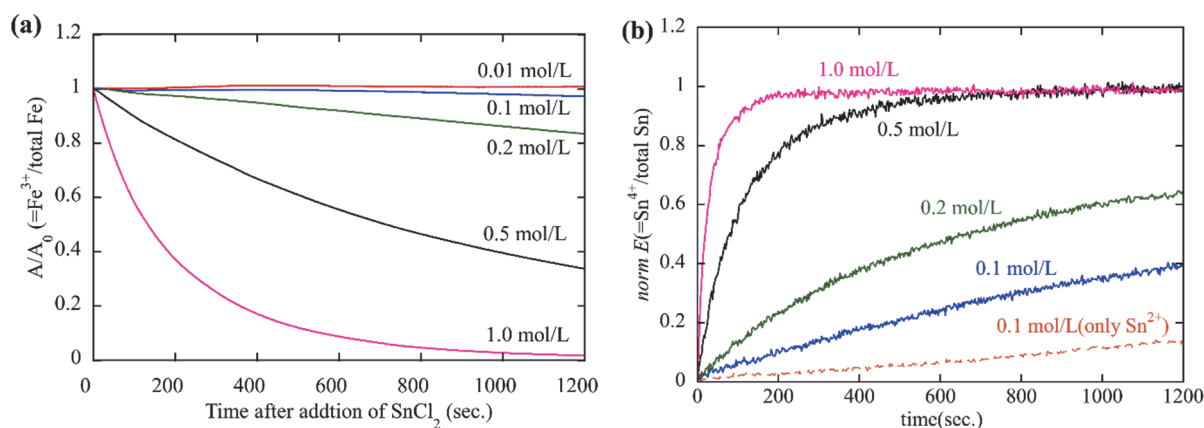 (a)
1.2
1
0.8
0.6
0.4
0.2
0
A/A₀ (=Fe³⁺/total Fe)
0.01 mol/L
0.1 mol/L
0.2 mol/L
0.5 mol/L
1.0 mol/L
0 200 400 600 800 1000 1200
Time after addtion of SnCl₂ (sec.)
(b)
1.2
1
0.8
0.6
0.4
0.2
0
norm E(=Sn⁴⁺/total Sn)
1.0 mol/L
0.5 mol/L
0.2 mol/L
0.1 mol/L
0.1 mol/L(only Sn²⁺)
0 200 400 600 800 1000 1200
time(sec.)